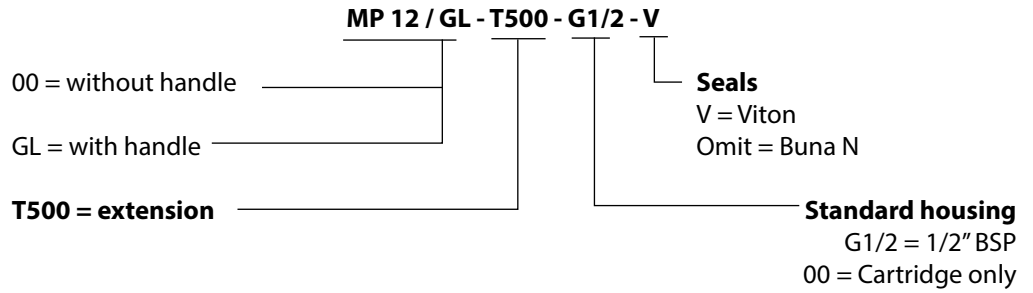 MP 12 / GL - T500 - G1/2 - V
00 = without handle
GL = with handle
T500 = extension
Seals
V = Viton
Omit = Buna N
Standard housing
G1/2 = 1/2” BSP
00 = Cartridge only